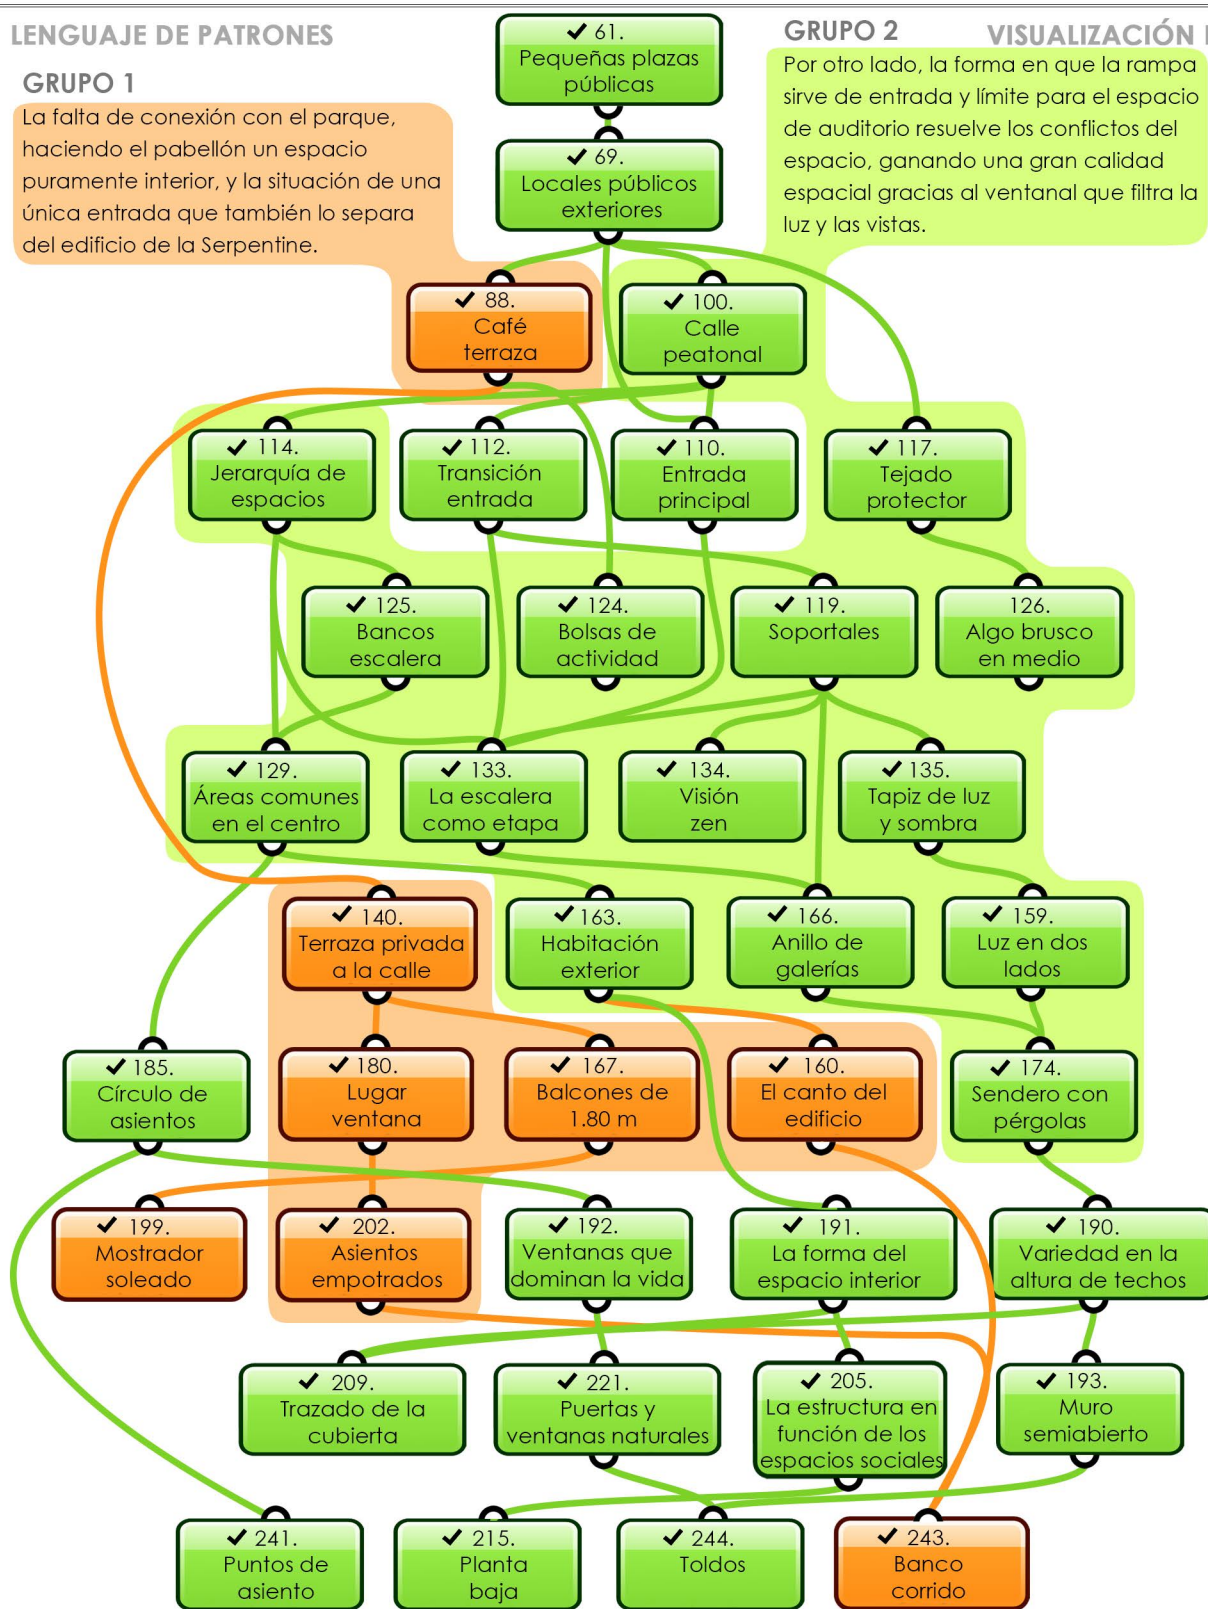 LENGUAJE DE PATRONES
GRUPO 1
La falta de conexión con el parque,
haciendo el pabellón un espacio
puramente interior, y la situación de una
única entrada que también lo separa
del edificio de la Serpentine.
✔ 61.
Pequeñas plazas
públicas
GRUPO 2
VISUALIZACIÓN
Por otro lado, la forma en que la rampa
sirve de entrada y límite para el espacio
de auditorio resuelve los conflictos del
espacio, ganando una gran calidad
espacial gracias al ventanal que filtra la
luz y las vistas.
✔ 69.
Locales públicos
exteriores
✔ 88.
Café
terraza
✔ 100.
Calle
peatonal
✔ 114.
Jerarquía de
espacios
✔ 112.
Transición
entrada
✔ 110.
Entrada
principal
✔ 117.
Tejado
protector
✔ 125.
Bancos
escalera
✔ 124.
Bolsas de
actividad
✔ 119.
Soportales
126.
Algo brusco
en medio
✔ 129.
Áreas comunes
en el centro
✔ 133.
La escalera
como etapa
✔ 134.
Visión
zen
✔ 135.
Tapiz de luz
y sombra
✔ 140.
Terraza privada
a la calle
✔ 163.
Habitación
exterior
✔ 166.
Anillo de
galerías
✔ 159.
Luz en dos
lados
✔ 185.
Círculo de
asientos
✔ 180.
Lugar
ventana
✔ 167.
Balcones de
1.80 m
✔ 160.
El canto del
edificio
✔ 174.
Sendero con
pérgolas
✔ 199.
Mostrador
soleado
✔ 202.
Asientos
empotrados
✔ 192.
Ventanas que
dominan la vida
✔ 191.
La forma del
espacio interior
✔ 190.
Variedad en la
altura de techos
✔ 209.
Trazado de la
cubierta
✔ 221.
Puertas y
ventanas naturales
✔ 205.
La estructura en
función de los
espacios sociales
✔ 193.
Muro
semiabierto
✔ 241.
Puntos de
asiento
✔ 215.
Planta
baja
✔ 244.
Toldos
✔ 243.
Banco
corrido